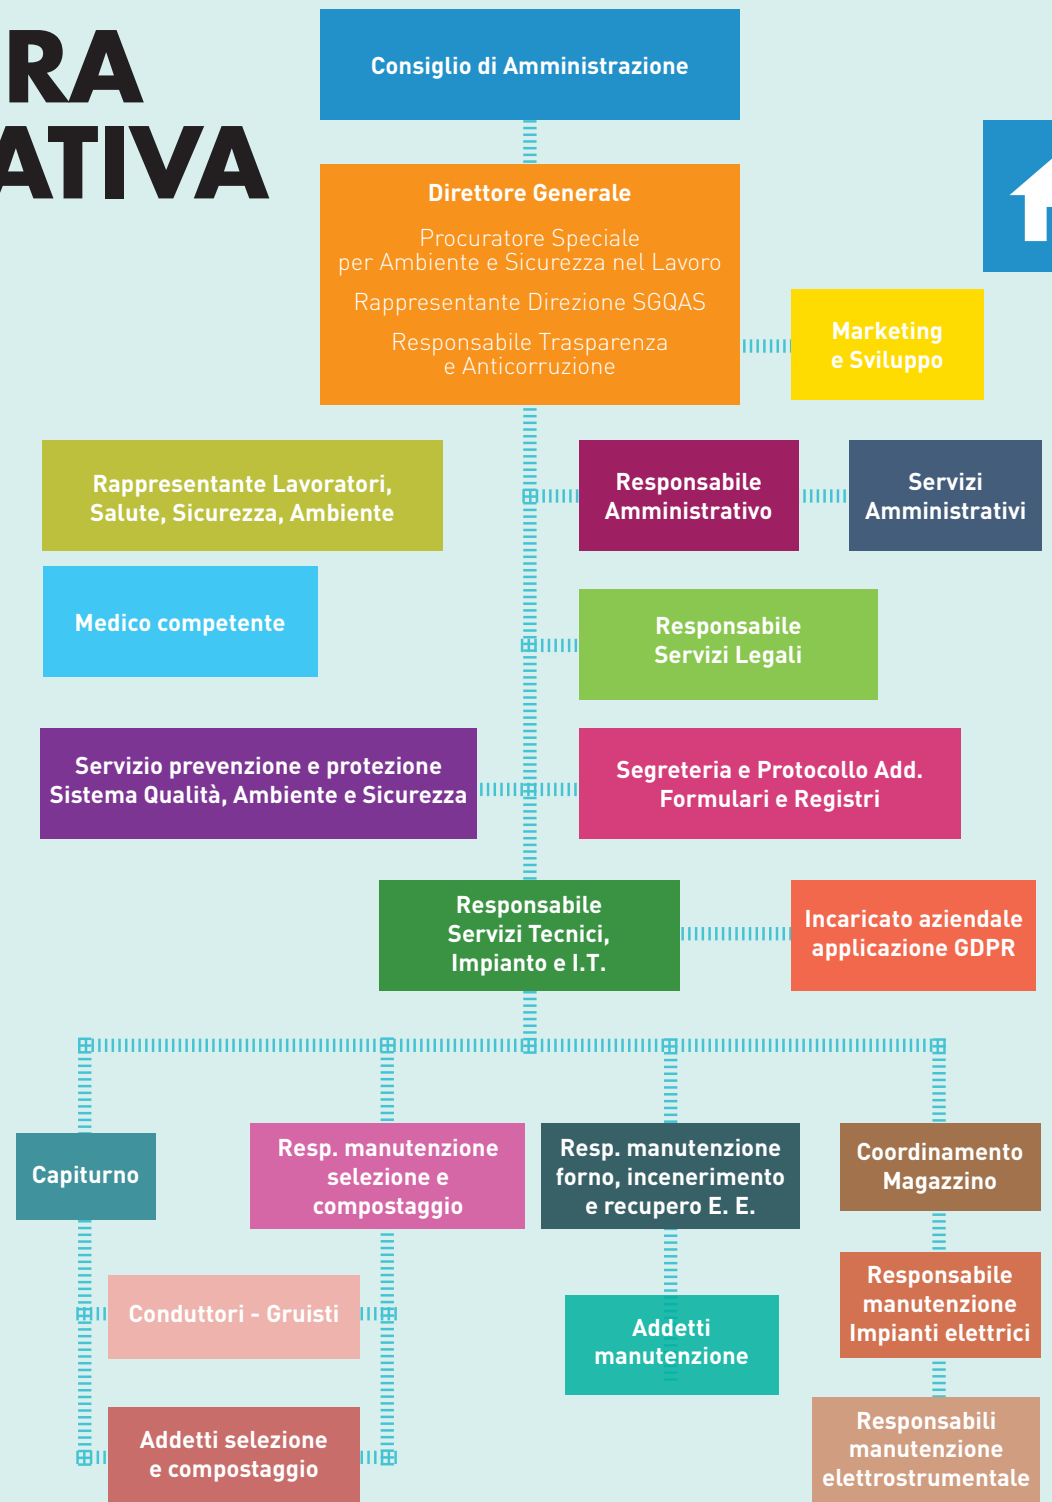 RA
ATIVA
Consiglio di Amministrazione
Direttore Generale
Procuratore Speciale
per Ambiente e Sicurezza nel Lavoro
Rappresentante Direzione SGQAS
Responsabile Trasparenza
e Anticorruzione
Marketing
e Sviluppo
Rappresentante Lavoratori,
Salute, Sicurezza, Ambiente
Responsabile
Amministrativo
Servizi
Amministrativi
Medico competente
Responsabile
Servizi Legali
Servizio prevenzione e protezione
Sistema Qualità, Ambiente e Sicurezza
Segreteria e Protocollo Add.
Formulari e Registri
Responsabile
Servizi Tecnici,
Impianto e I.T.
Incaricato aziendale
applicazione GDPR
Capiturno
Resp. manutenzione
selezione e
compostaggio
Resp. manutenzione
forno, incenerimento
e recupero E. E.
Coordinamento
Magazzino
Conduttori - Gruisti
Addetti
manutenzione
Responsabile
manutenzione
Impianti elettrici
Addetti selezione
e compostaggio
Responsabili
manutenzione
elettrostrumentale